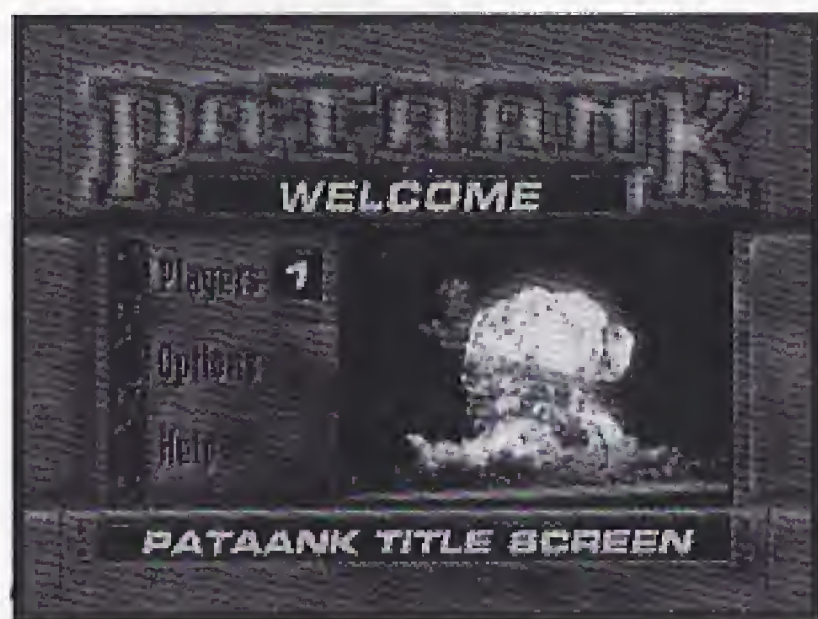 PATAANK
WELCOME
Players 1
Options
Help
PATAANK TITLE SCREEN